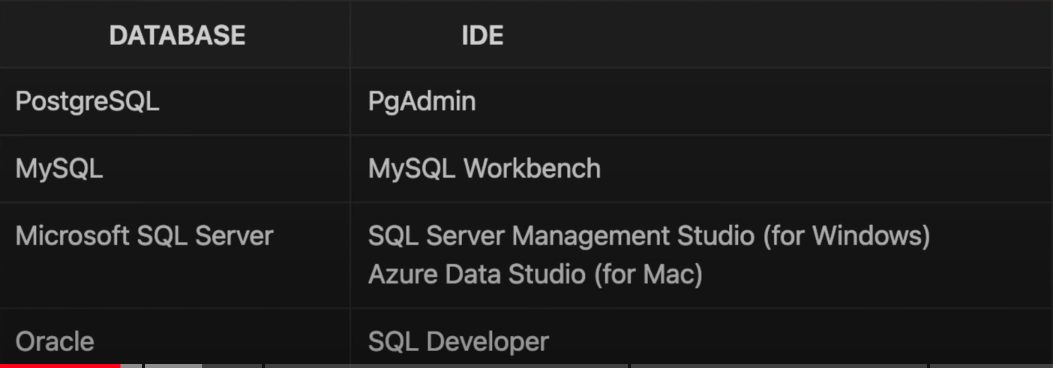 DATABASE IDE
PostgreSQL PgAdmin
MySQL MySQL Workbench
Microsoft SQL Server SQL Server Management Studio (for Windows)
Azure Data Studio (for Mac)
Oracle SQL Developer